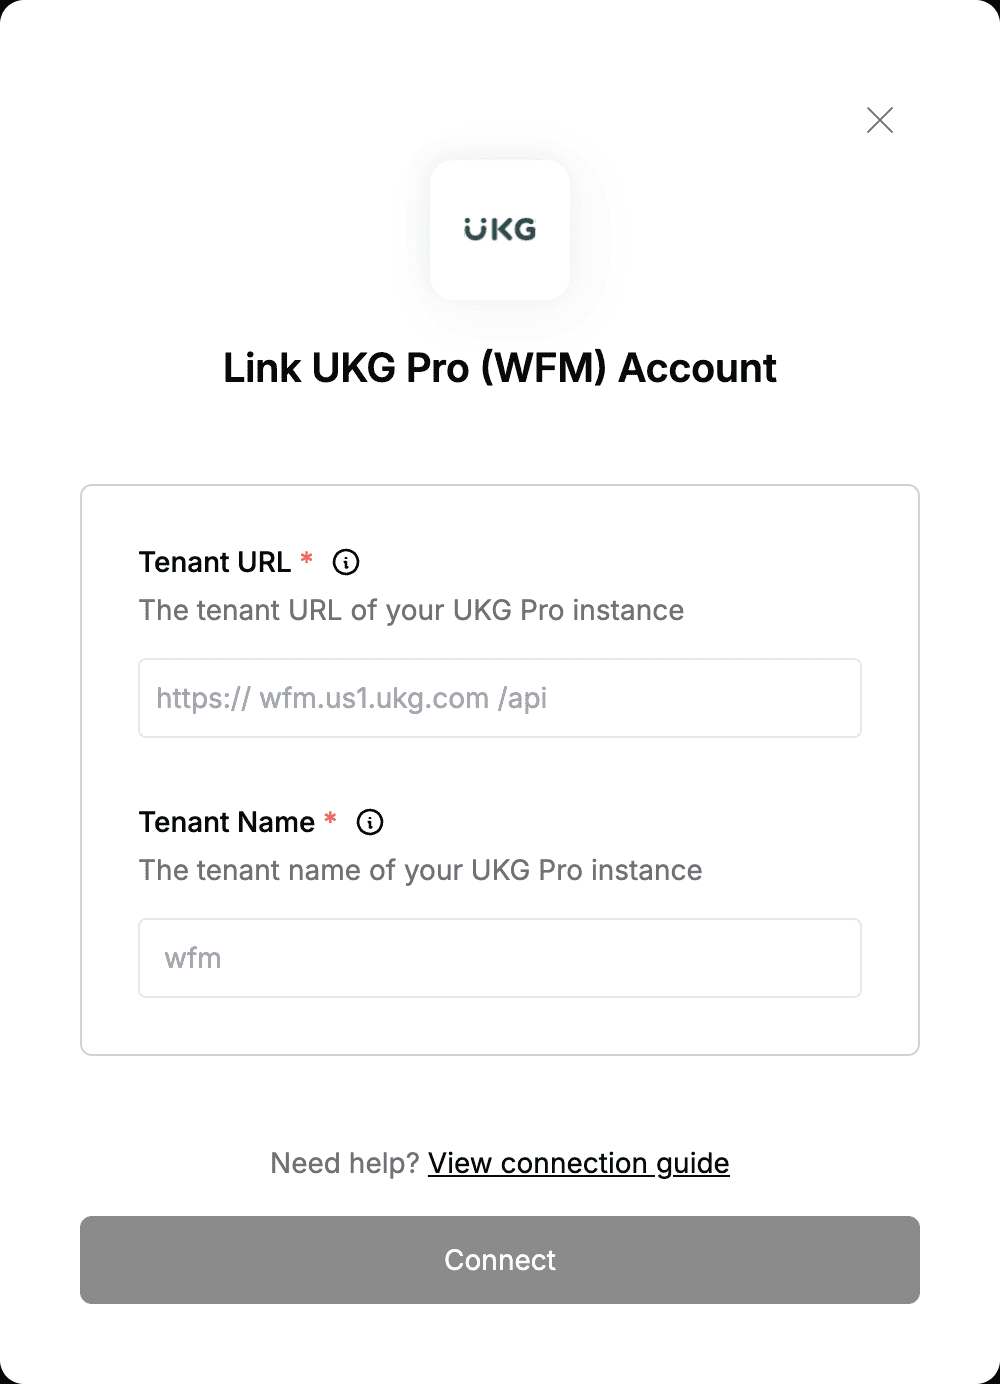 UKG
Link UKG Pro (WFM) Account
Tenant URL *
The tenant URL of your UKG Pro instance
https:// wfm.us1.ukg.com /api
Tenant Name *
The tenant name of your UKG Pro instance
wfm
Need help? View connection guide
Connect